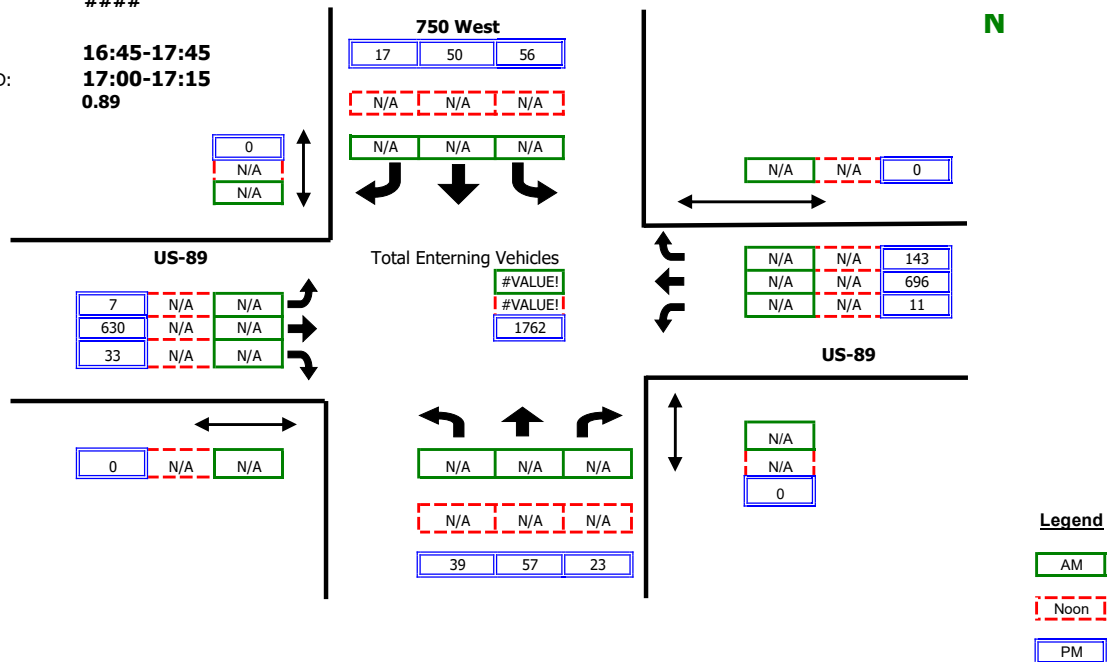 ####
750 West
N
16:45-17:45
17 50 56
17:00-17:15
0.89
N/A N/A N/A
0
N/A N/A N/A
N/A
N/A N/A 0
N/A
US-89
Total Enterning Vehicles
N/A N/A 143
#VALUE!
N/A N/A 696
7 N/A N/A
#VALUE!
N/A N/A 11
630 N/A N/A
1762
33 N/A N/A
US-89
N/A
0 N/A N/A
N/A N/A N/A
N/A
0
N/A N/A N/A
Legend
39 57 23
AM
Noon
PM